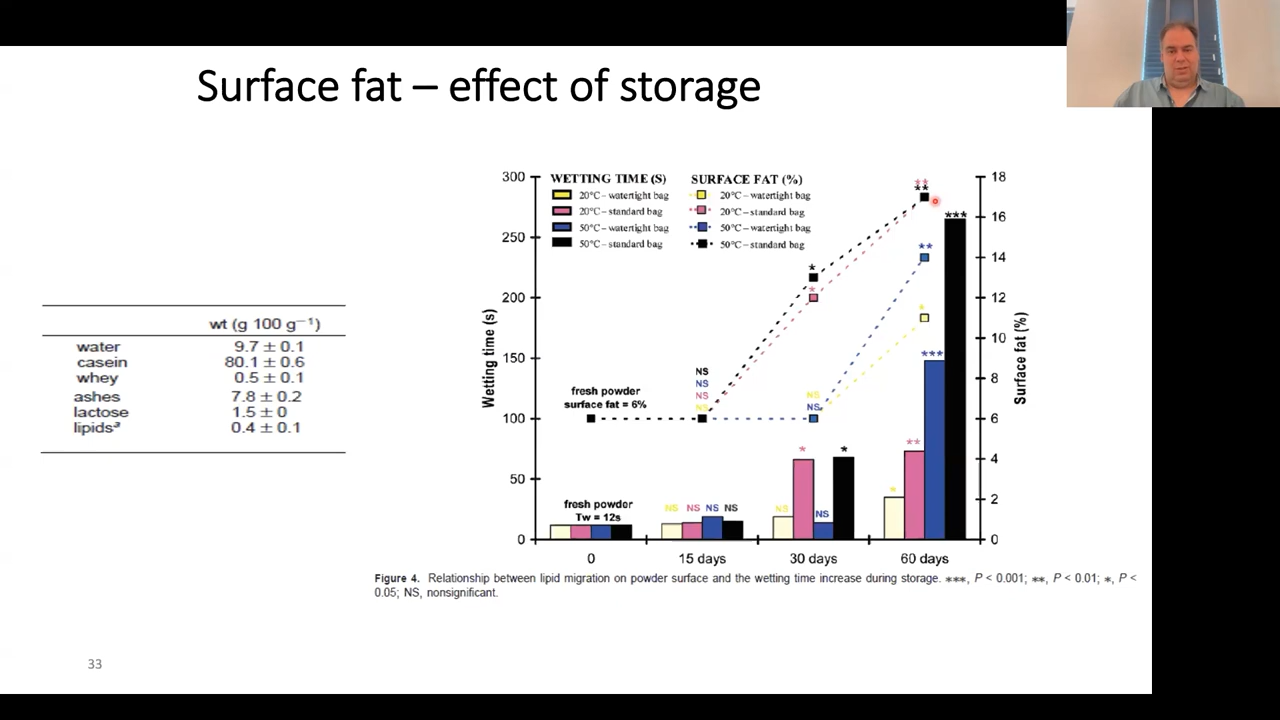 Surface fat – effect of storage
wt (g 100 g⁻¹)
water 9.7 ± 0.1
casein 80.1 ± 0.6
whey 0.5 ± 0.1
ashes 7.8 ± 0.2
lactose 1.5 ± 0
lipidsᵃ 0.4 ± 0.1
WETTING TIME (S)
20°C – watertight bag
20°C – standard bag
50°C – watertight bag
50°C – standard bag
SURFACE FAT (%)
20°C – watertight bag
20°C – standard bag
50°C – watertight bag
50°C – standard bag
Wetting time (s)
300
250
200
150
100
50
0
Surface fat (%)
18
16
14
12
10
8
6
4
2
0
fresh powder
surface fat = 6%
NS
NS
NS
NS
*
*
NS
NS
**
**
**
*
fresh powder
Tw = 12s
NS NS NS NS
NS * NS *
* ** *** ***
0 15 days 30 days 60 days
Figure 4. Relationship between lipid migration on powder surface and the wetting time increase during storage. ***, P < 0.001; **, P < 0.01; *, P <
0.05; NS, nonsignificant.
33